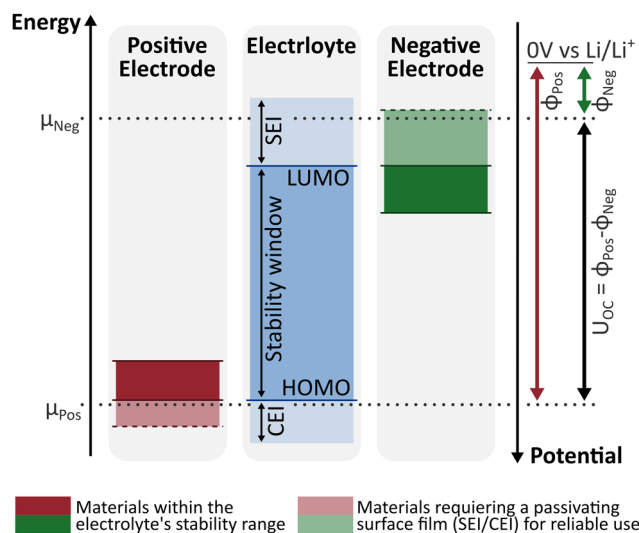 Energy
Positive
Electrode
Electrloyte
Negative
Electrode
0V vs Li/Li⁺
ϕPos
ϕNeg
μNeg
SEI
LUMO
Stability window
UOC = ϕPos-ϕNeg
HOMO
μPos
CEI
Potential
Materials within the
electrolyte's stability range
Materials requiering a passivating
surface film (SEI/CEI) for reliable use